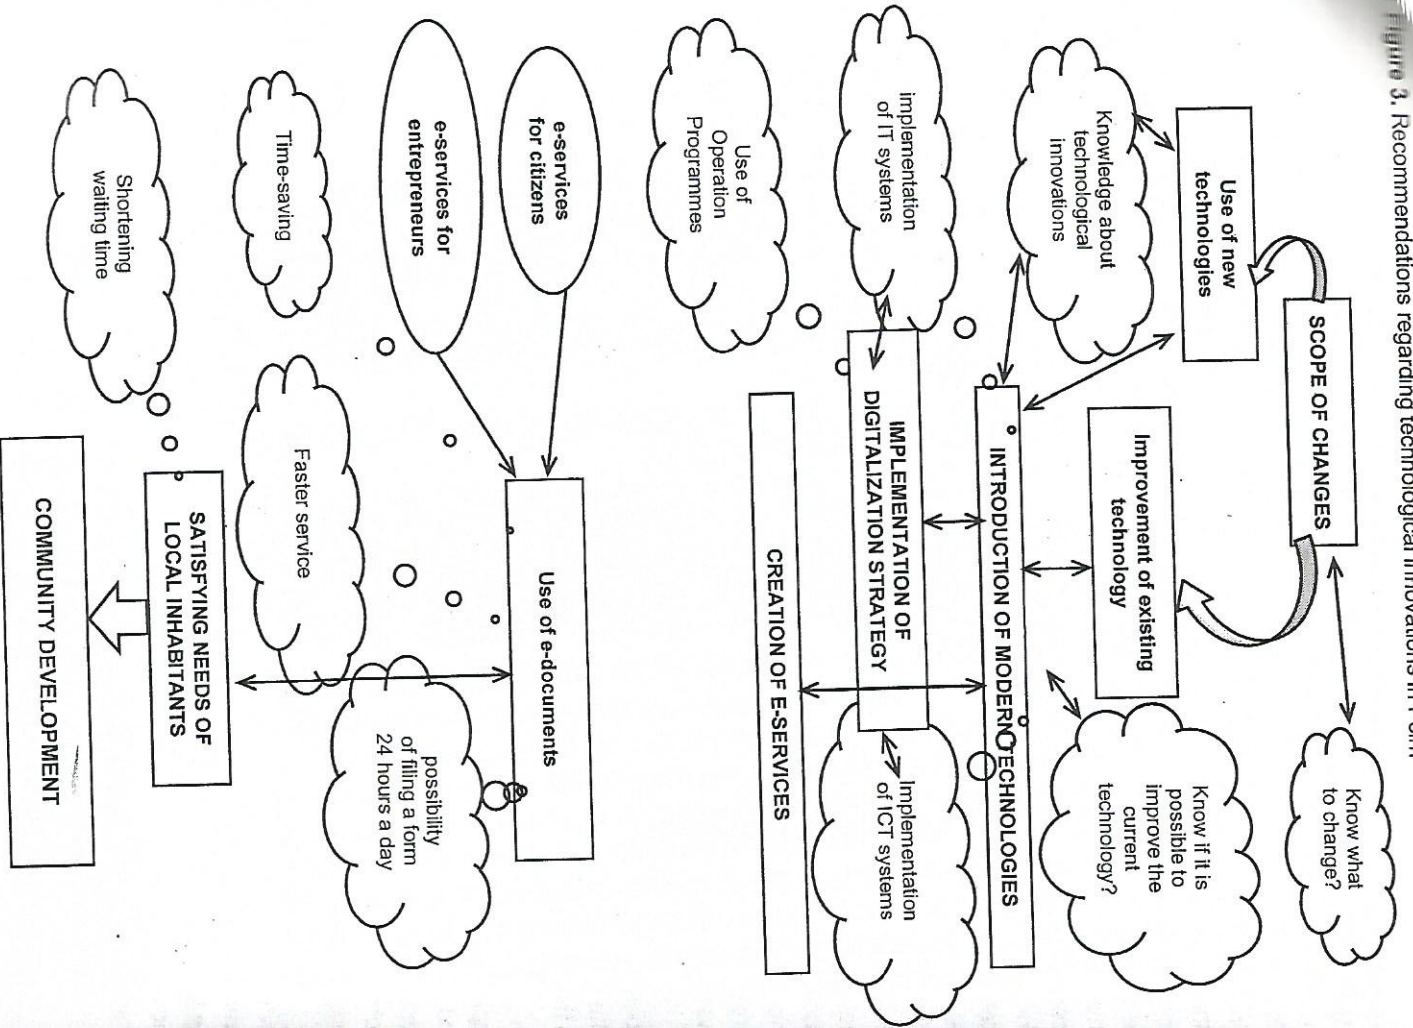 Figure 3. Recommendations regarding technological innovations in
SCOPE OF CHANGES
Know what
to change?
Use of new
technologies
Improvement of existing
technology
Know if it is
possible to
improve the
current
technology?
Knowledge about
technological
innovations
INTRODUCTION OF MODERN TECHNOLOGIES
implementation
of IT systems
IMPLEMENTATION OF
DIGITALIZATION STRATEGY
Implementation
of ICT systems
Use of
Operation
Programmes
CREATION OF E-SERVICES
e-services
for citizens
Use of e-documents
e-services for
entrepreneurs
possibility
of filing a form
24 hours a day
Time-saving
Faster service
Shortening
waiting time
SATISFYING NEEDS OF
LOCAL INHABITANTS
COMMUNITY DEVELOPMENT